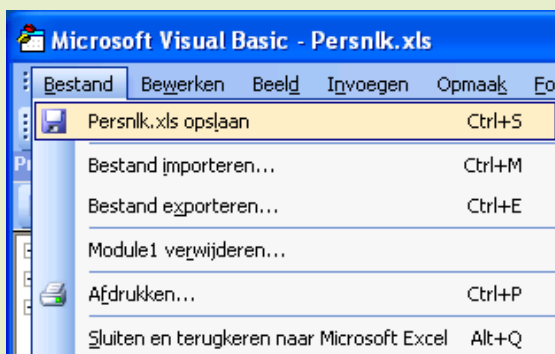 Microsoft Visual Basic - Persnlk.xls
Bestand Bewerken Beeld Invoegen Opmaak Fo
Persnlk.xls opslaan Ctrl+S
Bestand importeren... Ctrl+M
Bestand exporteren... Ctrl+E
Module1 verwijderen...
Afdrukken... Ctrl+P
Sluiten en terugkeren naar Microsoft Excel Alt+Q